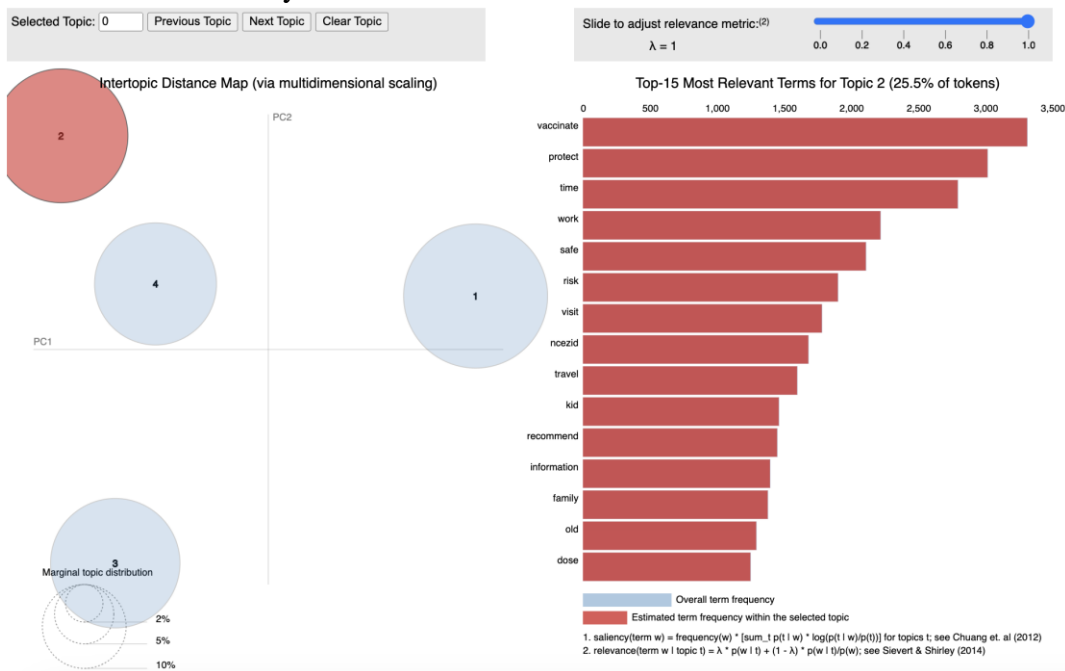 Selected Topic: 0 Previous Topic Next Topic Clear Topic
Slide to adjust relevance metric:(2)
λ = 1
0.0 0.2 0.4 0.6 0.8 1.0
Intertopic Distance Map (via multidimensional scaling)
PC2
2
4
1
PC1
3
Marginal topic distribution
2%
5%
10%
Top-15 Most Relevant Terms for Topic 2 (25.5% of tokens)
0 500 1,000 1,500 2,000 2,500 3,000 3,500
vaccinate
protect
time
work
safe
risk
visit
ncezid
travel
kid
recommend
information
family
old
dose
Overall term frequency
Estimated term frequency within the selected topic
1. saliency(term w) = frequency(w) * [sum_t p(t | w) * log(p(t | w)/p(t))] for topics t; see Chuang et. al (2012)
2. relevance(term w | topic t) = λ * p(w | t) + (1 - λ) * p(w | t)/p(w); see Sievert & Shirley (2014)